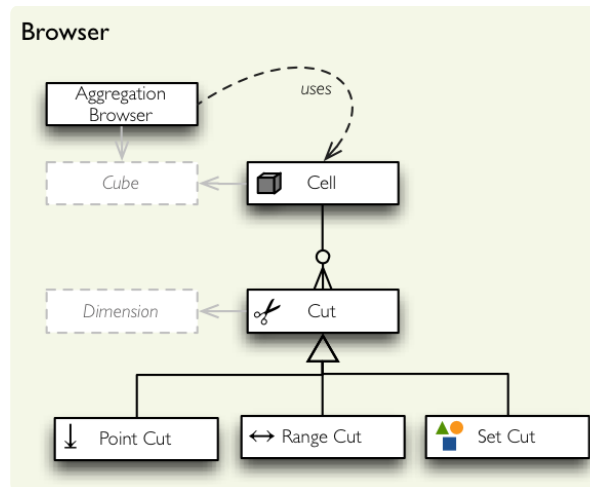 Browser
Aggregation
Browser
uses
Cube
Cell
Dimension
Cut
Point Cut
Range Cut
Set Cut